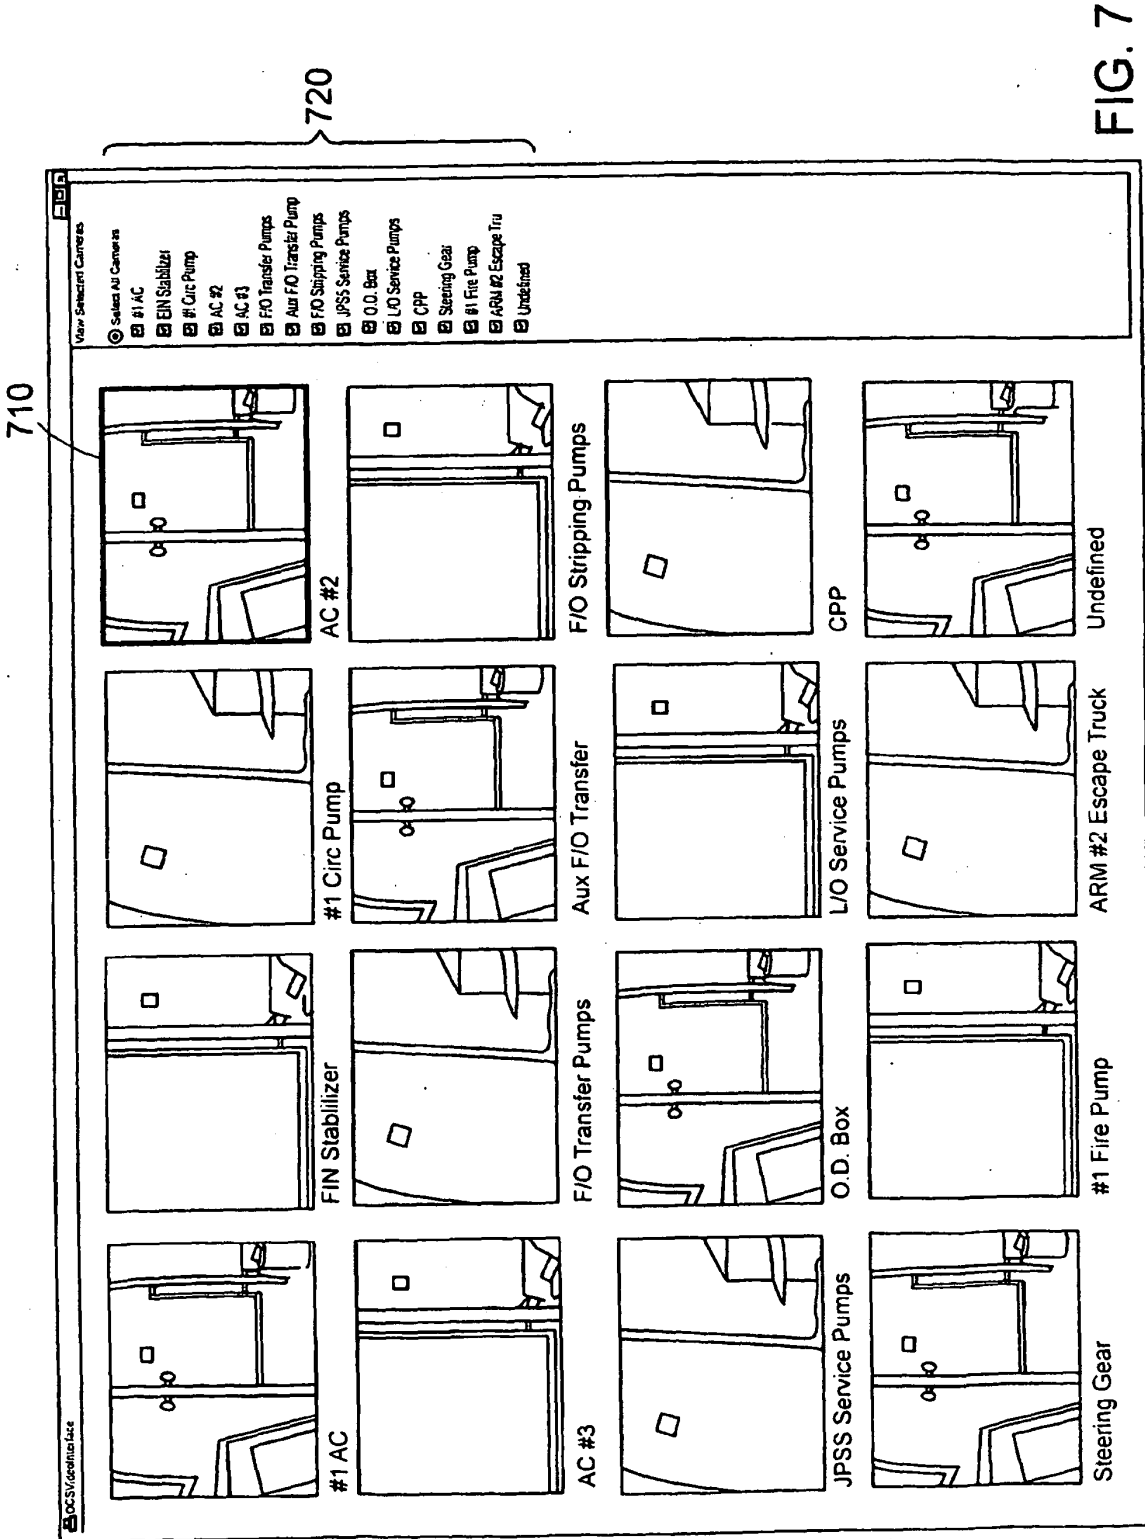 OCSVideoInterface
View Selected Cameras
Select All Cameras
#1 AC
FIN Stabilizer
#1 Circ Pump
AC #2
AC #3
F/O Transfer Pumps
Aux F/O Transfer Pump
F/O Stripping Pumps
JPSS Service Pumps
O.D. Box
L/O Service Pumps
CPP
Steering Gear
#1 Fire Pump
ARM #2 Escape Tru
Undefined
710
720
#1 AC
FIN Stablilizer
#1 Circ Pump
AC #2
AC #3
F/O Transfer Pumps
Aux F/O Transfer
F/O Stripping Pumps
JPSS Service Pumps
O.D. Box
L/O Service Pumps
CPP
Steering Gear
#1 Fire Pump
ARM #2 Escape Truck
Undefined
FIG. 7